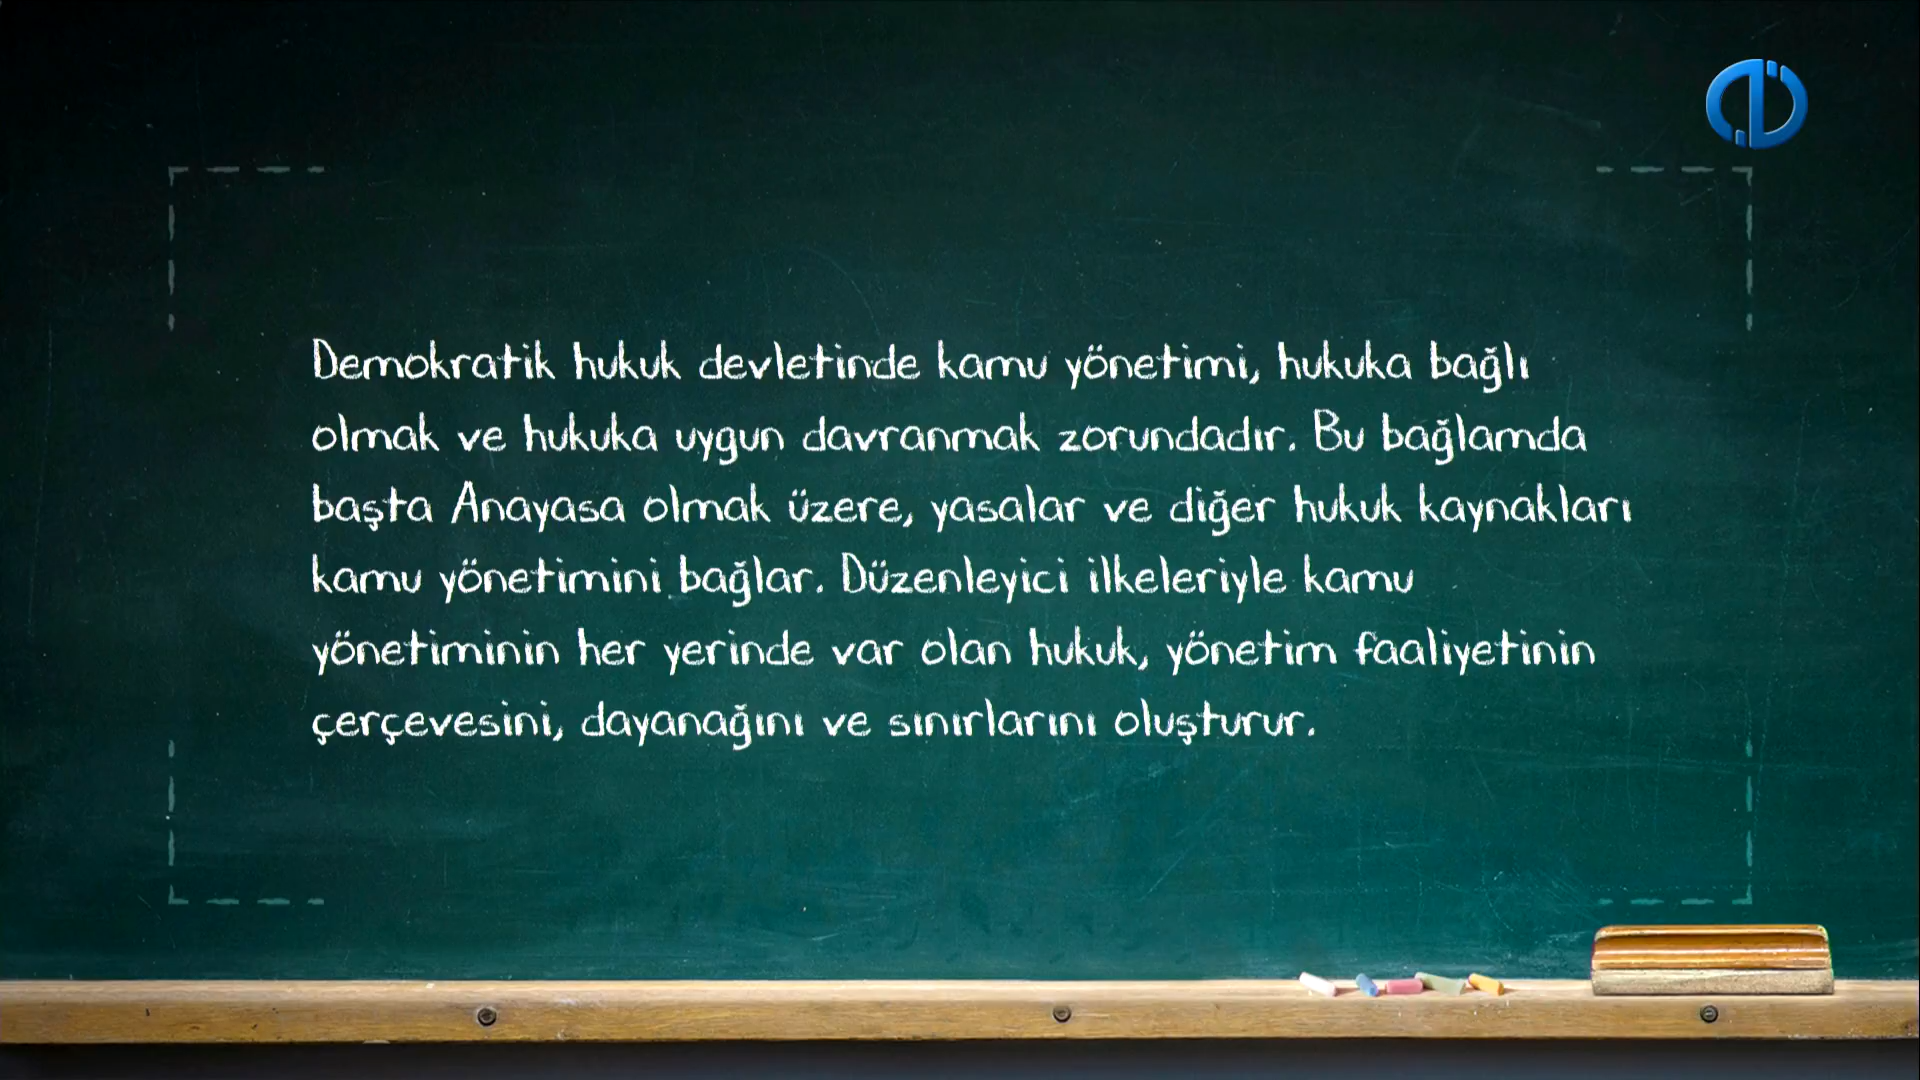 Demokratik hukuk devletinde kamu yönetimi, hukuka bağlı
olmak ve hukuka uygun davranmak zorundadır. Bu bağlamda
başta Anayasa olmak üzere, yasalar ve diğer hukuk kaynakları
kamu yönetimini bağlar. Düzenleyici ilkeleriyle kamu
yönetiminin her yerinde var olan hukuk, yönetim faaliyetinin
çerçevesini, dayanağını ve sınırlarını oluşturur.